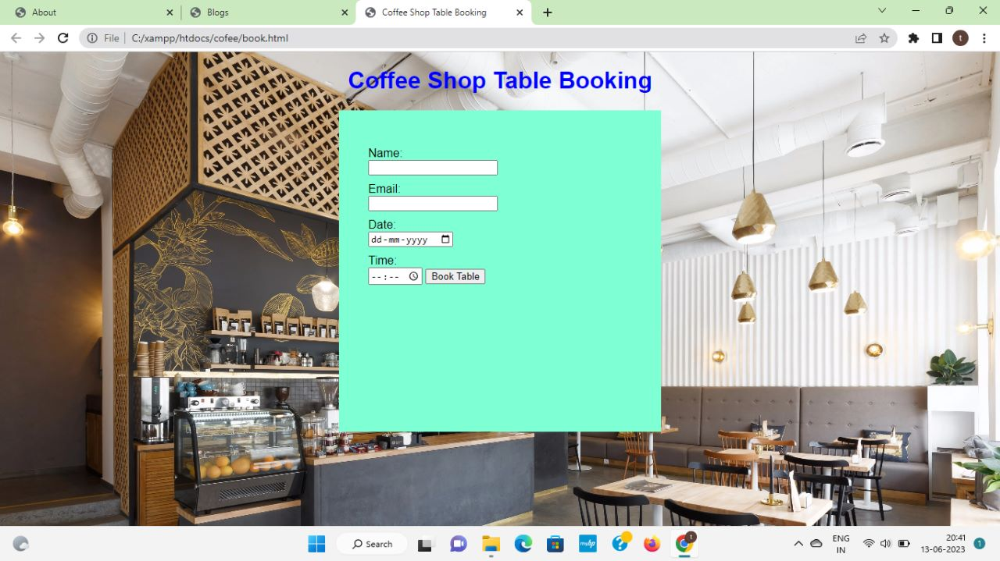 About
Blogs
Coffee Shop Table Booking
File
C:/xampp/htdocs/cofee/book.html
t
Coffee Shop Table Booking
Name:
Email:
Date:
dd-mm-yyyy
Time:
--:-- Book Table
Search
myhp
t
ENG
IN
20:41
13-06-2023
1